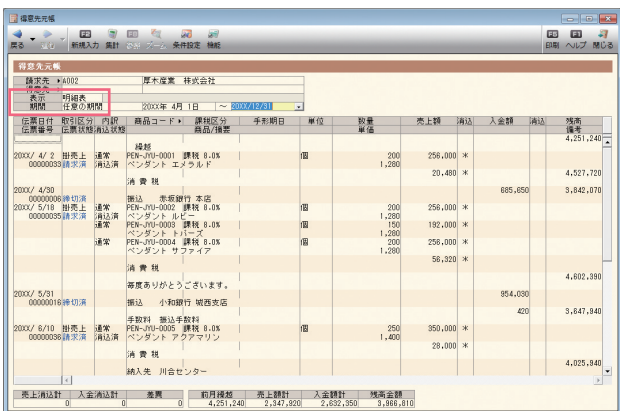 得意先元帳
戻る 進む F2 新規入力 集計 ズーム 条件設定 機能 F5 印刷 F1 ヘルプ 閉じる
得意先元帳
請求先 A002 厚木産業 株式会社
得意先
表示 明細表
期間 任意の期間 20XX年 4月 1日 ～ 20XX/12/31
伝票日付 取引区分 内訳 商品コード 課税区分 手形期日 単位 数量 売上額 消込 入金額 消込 残高
伝票番号 伝票状態 消込状態 商品/摘要 単価 備考
4,251,240
繰越
20XX/ 4/ 2 掛売上 通常 PEN-JYU-0001 課税 8.0% 個 200 256,000 *
00000033 請求済 消込済 ペンダント エメラルド 1,280
20,480 * 4,527,720
消 費 税
20XX/ 4/30 685,650 3,842,070
00000006 締切済 振込 赤坂銀行 本店
20XX/ 5/18 掛売上 通常 PEN-JYU-0002 課税 8.0% 個 200 256,000 *
00000035 請求済 消込済 ペンダント ルビー 1,280
通常 PEN-JYU-0003 課税 8.0% 個 150 192,000 *
ペンダント トパーズ 1,280
通常 PEN-JYU-0004 課税 8.0% 個 200 256,000 *
ペンダント サファイア 1,280
56,320 *
消 費 税
4,602,390
毎度ありがとうございます。
20XX/ 5/31 954,030
00000016 締切済 振込 小和銀行 城西支店
420 3,647,940
手数料 振込手数料
20XX/ 6/10 掛売上 通常 PEN-JYU-0005 課税 8.0% 個 250 350,000 *
00000036 請求済 消込済 ペンダント アクアマリン 1,400
28,000 *
消 費 税
4,025,940
納入先 川合センター
売上消込計 入金消込計 差異 前月繰越 売上額計 入金額計 残高金額
0 0 0 4,251,240 2,347,920 2,632,350 3,966,810